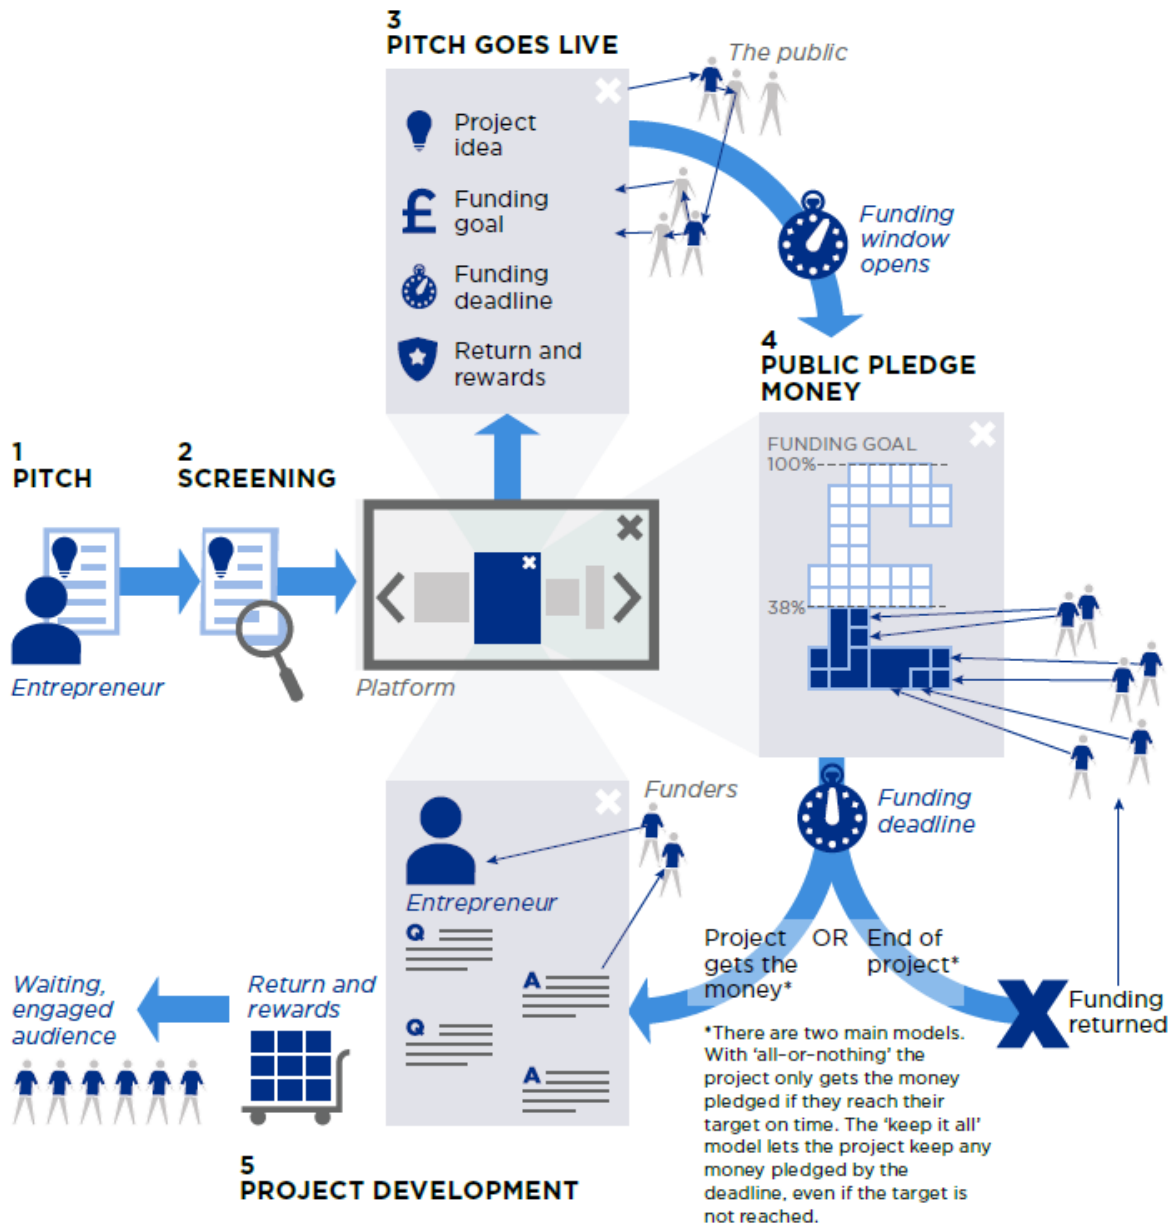 3
PITCH GOES LIVE
The public
Project
idea
£
Funding
goal
Funding
deadline
Return and
rewards
Funding
window
opens
1
PITCH
2
SCREENING
Entrepreneur
Platform
4
PUBLIC PLEDGE
MONEY
FUNDING GOAL
100%
38%
Funding
deadline
Funders
Entrepreneur
Q
A
Q
A
Project
gets the
money*
OR
End of
project*
X
Funding
returned
*There are two main models.
With ‘all-or-nothing’ the
project only gets the money
pledged if they reach their
target on time. The ‘keep it all’
model lets the project keep any
money pledged by the
deadline, even if the target is
not reached.
Waiting,
engaged
audience
Return and
rewards
5
PROJECT DEVELOPMENT